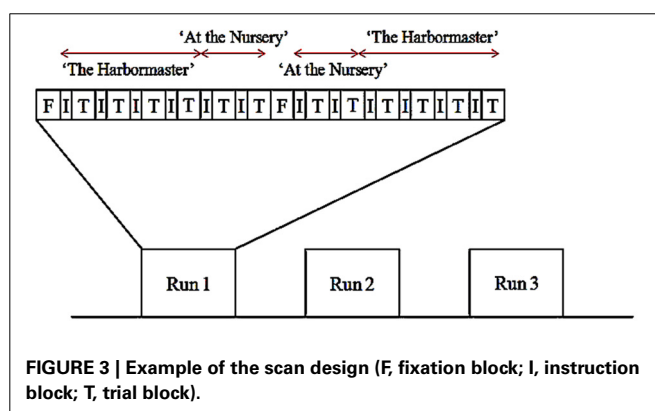 'At the Nursery' 'The Harbormaster'
'The Harbormaster' 'At the Nursery'
F I T I T I T I T I T I T F I T I T I T I T I T I T
Run 1 Run 2 Run 3
FIGURE 3 | Example of the scan design (F, fixation block; I, instruction
block; T, trial block).